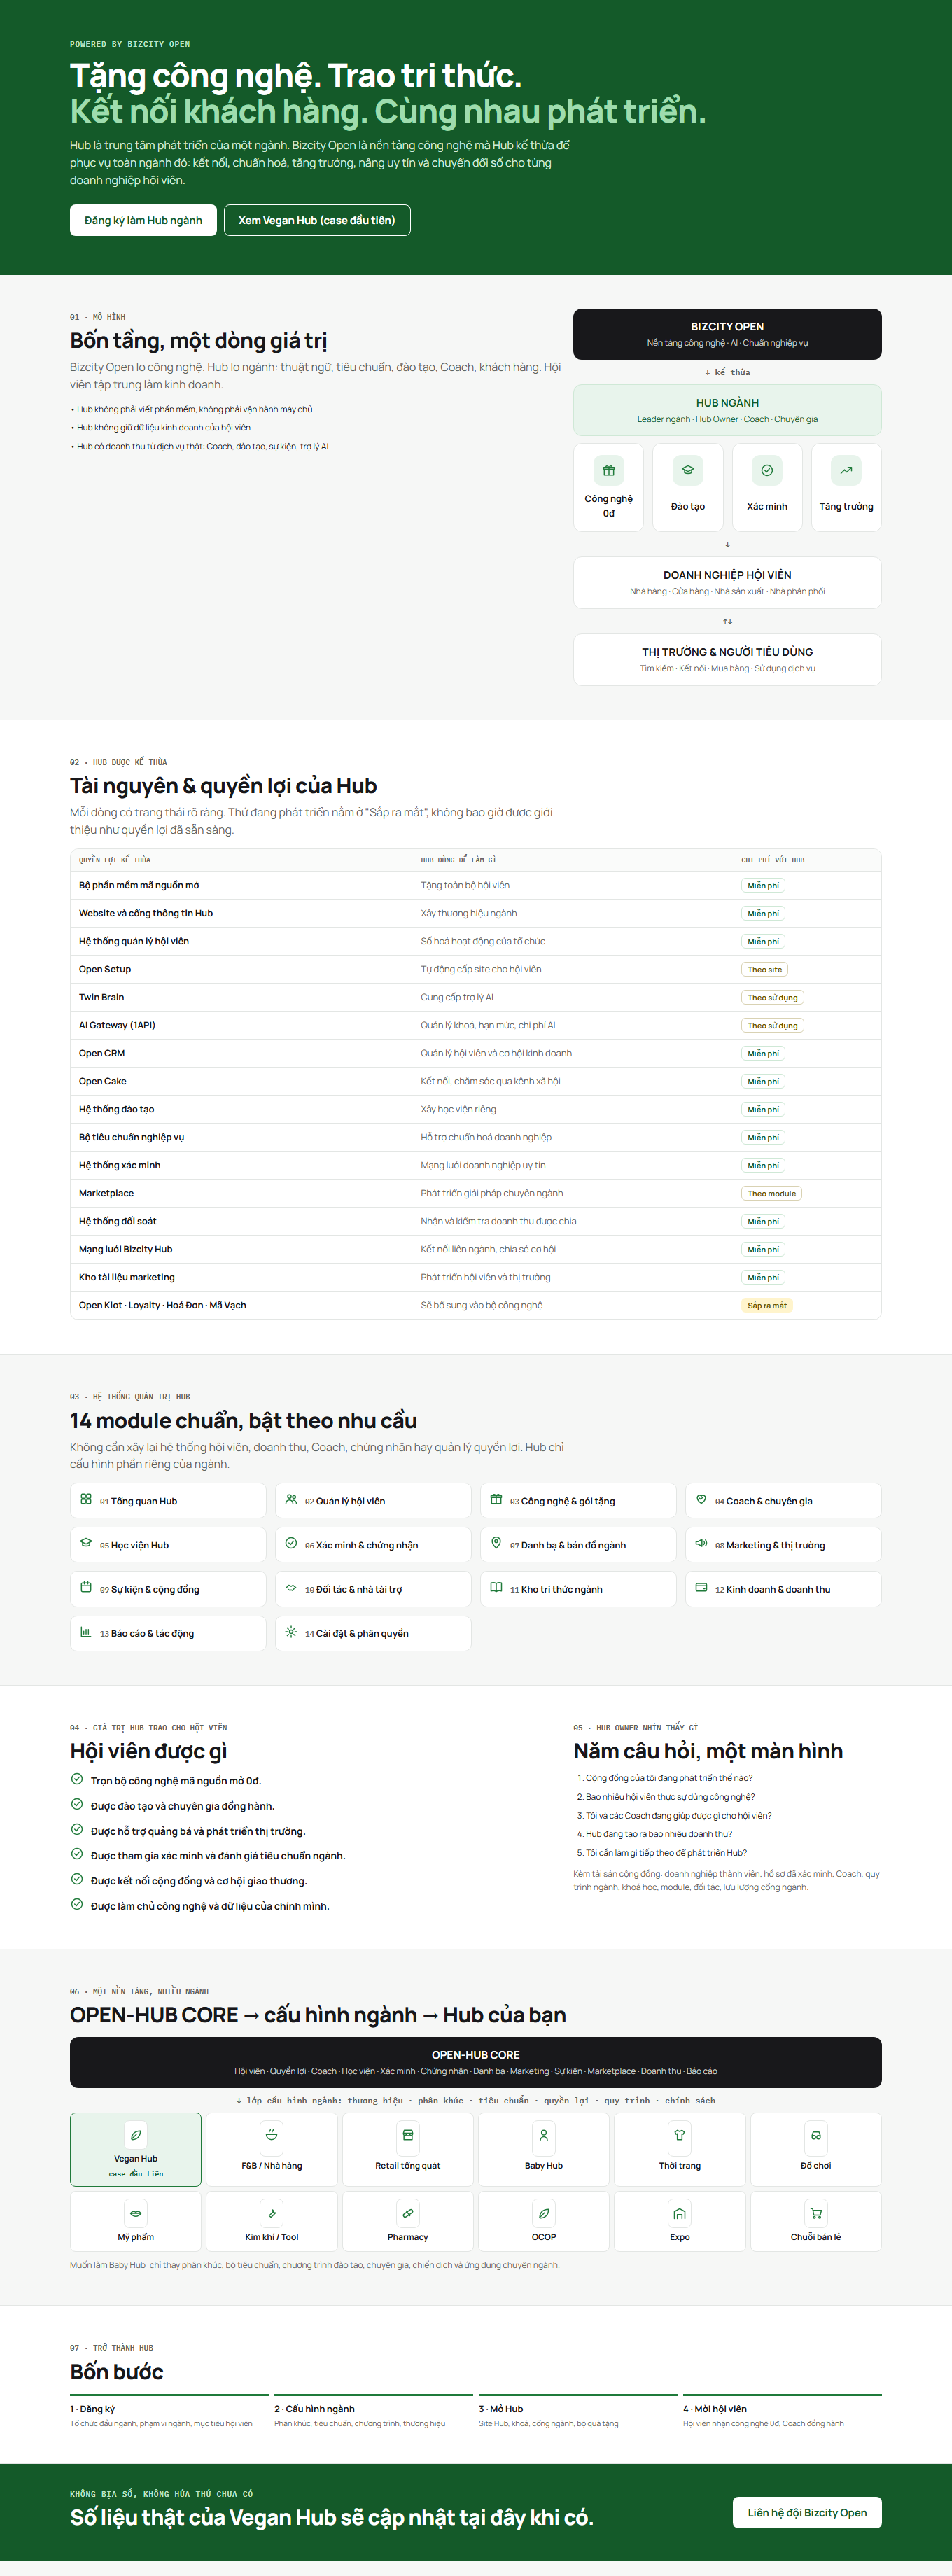 POWERED BY BIZCITY OPEN
Tặng công nghệ. Trao tri thức.
Kết nối khách hàng. Cùng nhau phát triển.
Hub là trung tâm phát triển của một ngành. Bizcity Open là nền tảng công nghệ mà Hub kế thừa để
phục vụ toàn ngành đó: kết nối, chuẩn hoá, tăng trưởng, nâng uy tín và chuyển đổi số cho từng
doanh nghiệp hội viên.
Đăng ký làm Hub ngành
Xem Vegan Hub (case đầu tiên)
01 · MÔ HÌNH
Bốn tầng, một dòng giá trị
Bizcity Open lo công nghệ. Hub lo ngành: thuật ngữ, tiêu chuẩn, đào tạo, Coach, khách hàng. Hội
viên tập trung làm kinh doanh.
• Hub không phải viết phần mềm, không phải vận hành máy chủ.
• Hub không giữ dữ liệu kinh doanh của hội viên.
• Hub có doanh thu từ dịch vụ thật: Coach, đào tạo, sự kiện, trợ lý AI.
BIZCITY OPEN
Nền tảng công nghệ · AI · Chuẩn nghiệp vụ
↓ kế thừa
HUB NGÀNH
Leader ngành · Hub Owner · Coach · Chuyên gia
Công nghệ
0đ
Đào tạo
Xác minh
Tăng trưởng
↓
DOANH NGHIỆP HỘI VIÊN
Nhà hàng · Cửa hàng · Nhà sản xuất · Nhà phân phối
↑↓
THỊ TRƯỜNG & NGƯỜI TIÊU DÙNG
Tìm kiếm · Kết nối · Mua hàng · Sử dụng dịch vụ
02 · HUB ĐƯỢC KẾ THỪA
Tài nguyên & quyền lợi của Hub
Mỗi dòng có trạng thái rõ ràng. Thứ đang phát triển nằm ở "Sắp ra mắt", không bao giờ được giới
thiệu như quyền lợi đã sẵn sàng.
QUYỀN LỢI KẾ THỪA
HUB DÙNG ĐỂ LÀM GÌ
CHI PHÍ VỚI HUB
Bộ phần mềm mã nguồn mở
Tặng toàn bộ hội viên
Miễn phí
Website và cổng thông tin Hub
Xây thương hiệu ngành
Miễn phí
Hệ thống quản lý hội viên
Số hoá hoạt động của tổ chức
Miễn phí
Open Setup
Tự động cấp site cho hội viên
Theo site
Twin Brain
Cung cấp trợ lý AI
Theo sử dụng
AI Gateway (1API)
Quản lý khoá, hạn mức, chi phí AI
Theo sử dụng
Open CRM
Quản lý hội viên và cơ hội kinh doanh
Miễn phí
Open Cake
Kết nối, chăm sóc qua kênh xã hội
Miễn phí
Hệ thống đào tạo
Xây học viện riêng
Miễn phí
Bộ tiêu chuẩn nghiệp vụ
Hỗ trợ chuẩn hoá doanh nghiệp
Miễn phí
Hệ thống xác minh
Mạng lưới doanh nghiệp uy tín
Miễn phí
Marketplace
Phát triển giải pháp chuyên ngành
Theo module
Hệ thống đối soát
Nhận và kiểm tra doanh thu được chia
Miễn phí
Mạng lưới Bizcity Hub
Kết nối liên ngành, chia sẻ cơ hội
Miễn phí
Kho tài liệu marketing
Phát triển hội viên và thị trường
Miễn phí
Open Kiot · Loyalty · Hoá Đơn · Mã Vạch
Sẽ bổ sung vào bộ công nghệ
Sắp ra mắt
03 · HỆ THỐNG QUẢN TRỊ HUB
14 module chuẩn, bật theo nhu cầu
Không cần xây lại hệ thống hội viên, doanh thu, Coach, chứng nhận hay quản lý quyền lợi. Hub chỉ
cấu hình phần riêng của ngành.
01 Tổng quan Hub
02 Quản lý hội viên
03 Công nghệ & gói tặng
04 Coach & chuyên gia
05 Học viện Hub
06 Xác minh & chứng nhận
07 Danh bạ & bản đồ ngành
08 Marketing & thị trường
09 Sự kiện & cộng đồng
10 Đối tác & nhà tài trợ
11 Kho tri thức ngành
12 Kinh doanh & doanh thu
13 Báo cáo & tác động
14 Cài đặt & phân quyền
04 · GIÁ TRỊ HUB TRAO CHO HỘI VIÊN
Hội viên được gì
Trọn bộ công nghệ mã nguồn mở 0đ.
Được đào tạo và chuyên gia đồng hành.
Được hỗ trợ quảng bá và phát triển thị trường.
Được tham gia xác minh và đánh giá tiêu chuẩn ngành.
Được kết nối cộng đồng và cơ hội giao thương.
Được làm chủ công nghệ và dữ liệu của chính mình.
05 · HUB OWNER NHÌN THẤY GÌ
Năm câu hỏi, một màn hình
1. Cộng đồng của tôi đang phát triển thế nào?
2. Bao nhiêu hội viên thực sự dùng công nghệ?
3. Tôi và các Coach đang giúp được gì cho hội viên?
4. Hub đang tạo ra bao nhiêu doanh thu?
5. Tôi cần làm gì tiếp theo để phát triển Hub?
Kèm tài sản cộng đồng: doanh nghiệp thành viên, hồ sơ đã xác minh, Coach, quy
trình ngành, khoá học, module, đối tác, lưu lượng cổng ngành.
06 · MỘT NỀN TẢNG, NHIỀU NGÀNH
OPEN-HUB CORE → cấu hình ngành → Hub của bạn
OPEN-HUB CORE
Hội viên · Quyền lợi · Coach · Học viện · Xác minh · Chứng nhận · Danh bạ · Marketing · Sự kiện · Marketplace · Doanh thu · Báo cáo
↓ lớp cấu hình ngành: thương hiệu · phân khúc · tiêu chuẩn · quyền lợi · quy trình · chính sách
Vegan Hub
case đầu tiên
F&B / Nhà hàng
Retail tổng quát
Baby Hub
Thời trang
Đồ chơi
Mỹ phẩm
Kim khí / Tool
Pharmacy
OCOP
Expo
Chuỗi bán lẻ
Muốn làm Baby Hub: chỉ thay phân khúc, bộ tiêu chuẩn, chương trình đào tạo, chuyên gia, chiến dịch và ứng dụng chuyên ngành.
07 · TRỞ THÀNH HUB
Bốn bước
1 · Đăng ký
Tổ chức đầu ngành, phạm vi ngành, mục tiêu hội viên
2 · Cấu hình ngành
Phân khúc, tiêu chuẩn, chương trình, thương hiệu
3 · Mở Hub
Site Hub, khoá, cổng ngành, bộ quà tặng
4 · Mời hội viên
Hội viên nhận công nghệ 0đ, Coach đồng hành
KHÔNG BỊA SỐ, KHÔNG HỨA THỨ CHƯA CÓ
Số liệu thật của Vegan Hub sẽ cập nhật tại đây khi có.
Liên hệ đội Bizcity Open